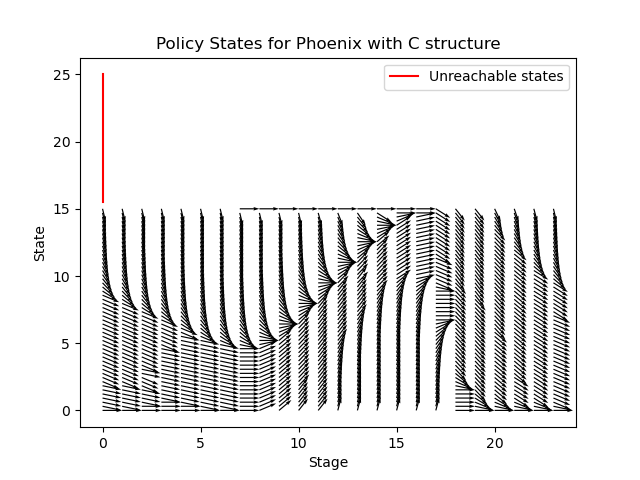 Policy States for Phoenix with C structure
Unreachable states
25
20
15
10
5
0
State
0 5 10 15 20
Stage